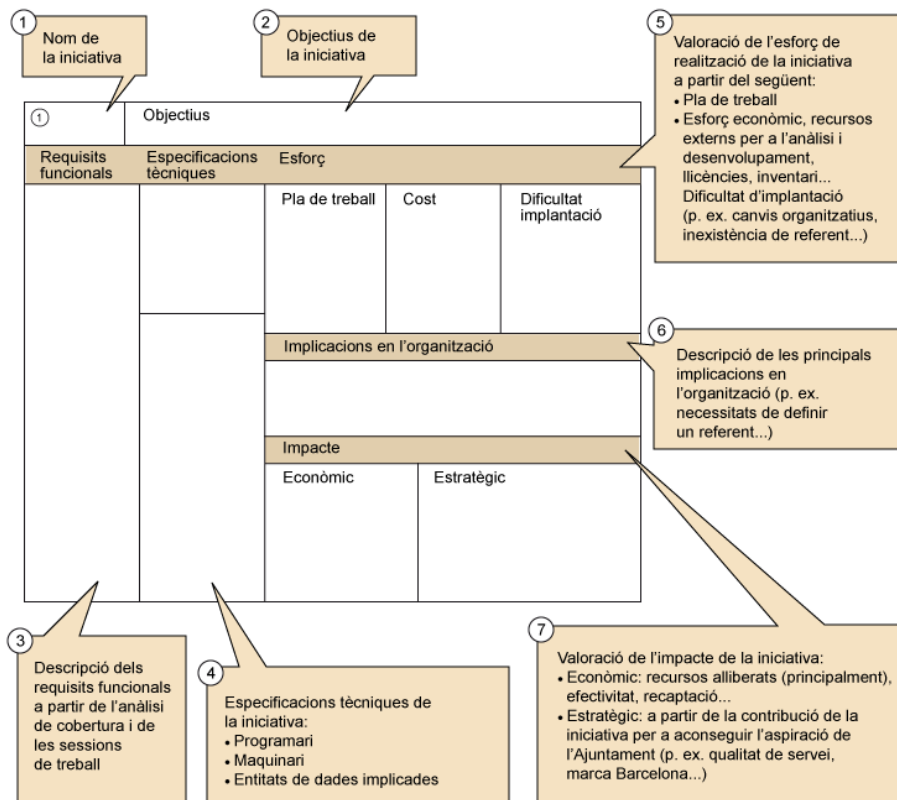 1
Nom de
la iniciativa
2
Objectius de
la iniciativa
5
Valoració de l’esforç de
realització de la iniciativa
a partir del següent:
• Pla de treball
• Esforç econòmic, recursos
externs per a l’anàlisi i
desenvolupament,
llicències, inventari...
Dificultat d’implantació
(p. ex. canvis organitzatius,
inexistència de referent...)
1
Objectius
Requisits
funcionals
Especificacions
tècniques
Esforç
Pla de treball
Cost
Dificultat
implantació
Implicacions en l’organització
6
Descripció de les principals
implicacions en
l’organització (p. ex.
necessitats de definir
un referent...)
Impacte
Econòmic
Estratègic
3
Descripció dels
requisits funcionals
a partir de l’anàlisi
de cobertura i de
les sessions
de treball
4
Especificacions tècniques de
la iniciativa:
• Programari
• Maquinari
• Entitats de dades implicades
7
Valoració de l’impacte de la iniciativa:
• Econòmic: recursos alliberats (principalment),
efectivitat, recaptació...
• Estratègic: a partir de la contribució de la
iniciativa per a aconseguir l’aspiració de
l’Ajuntament (p. ex. qualitat de servei,
marca Barcelona...)